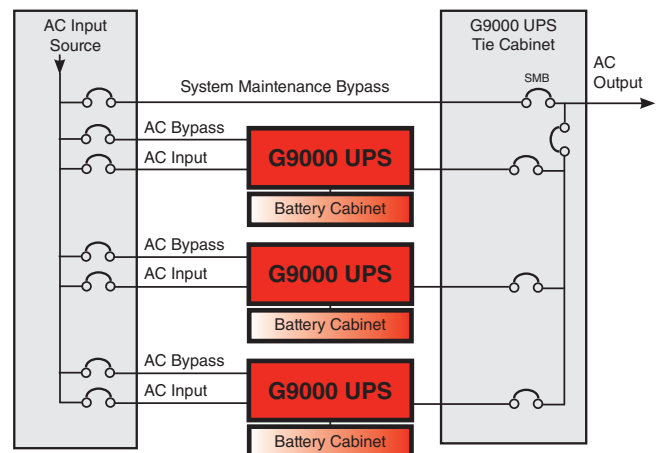 AC Input
Source
G9000 UPS
Tie Cabinet
AC
Output
System Maintenance Bypass
SMB
AC Bypass
AC Input
G9000 UPS
Battery Cabinet
AC Bypass
AC Input
G9000 UPS
Battery Cabinet
AC Bypass
AC Input
G9000 UPS
Battery Cabinet